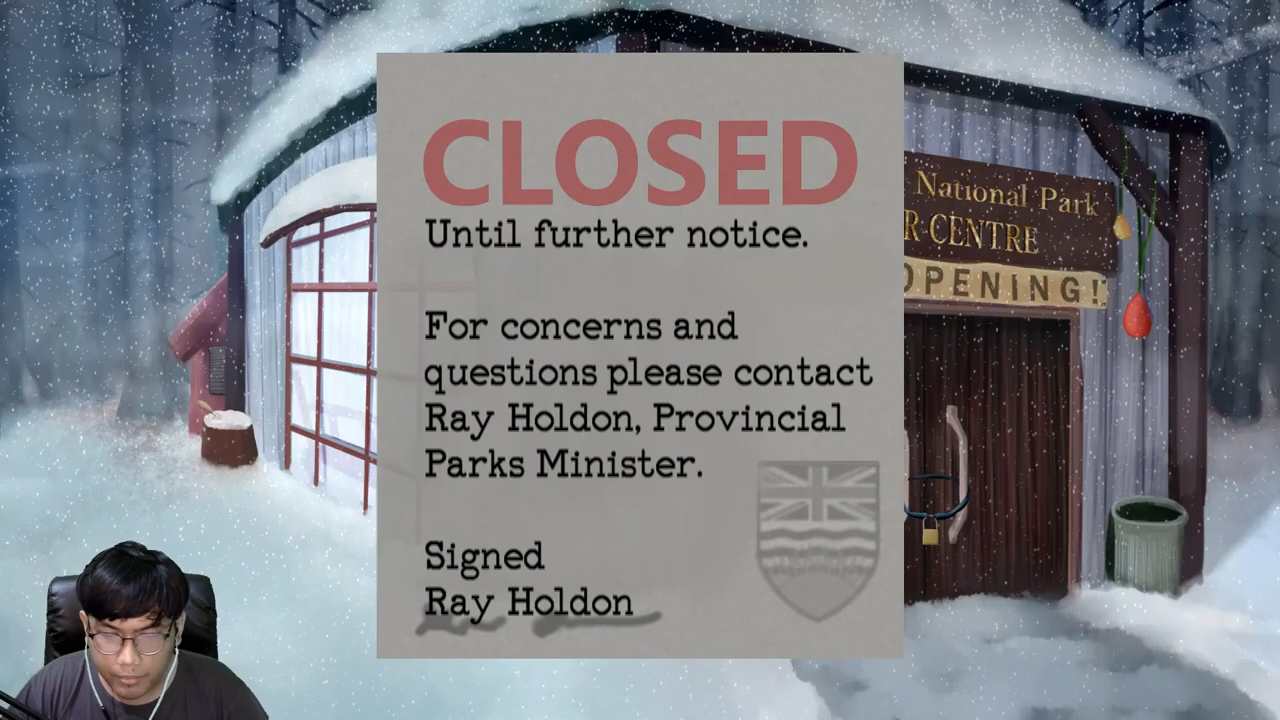 CLOSED
Until further notice.
For concerns and
questions please contact
Ray Holdon, Provincial
Parks Minister.
Signed
Ray Holdon
National Park
CENTRE
OPENING!